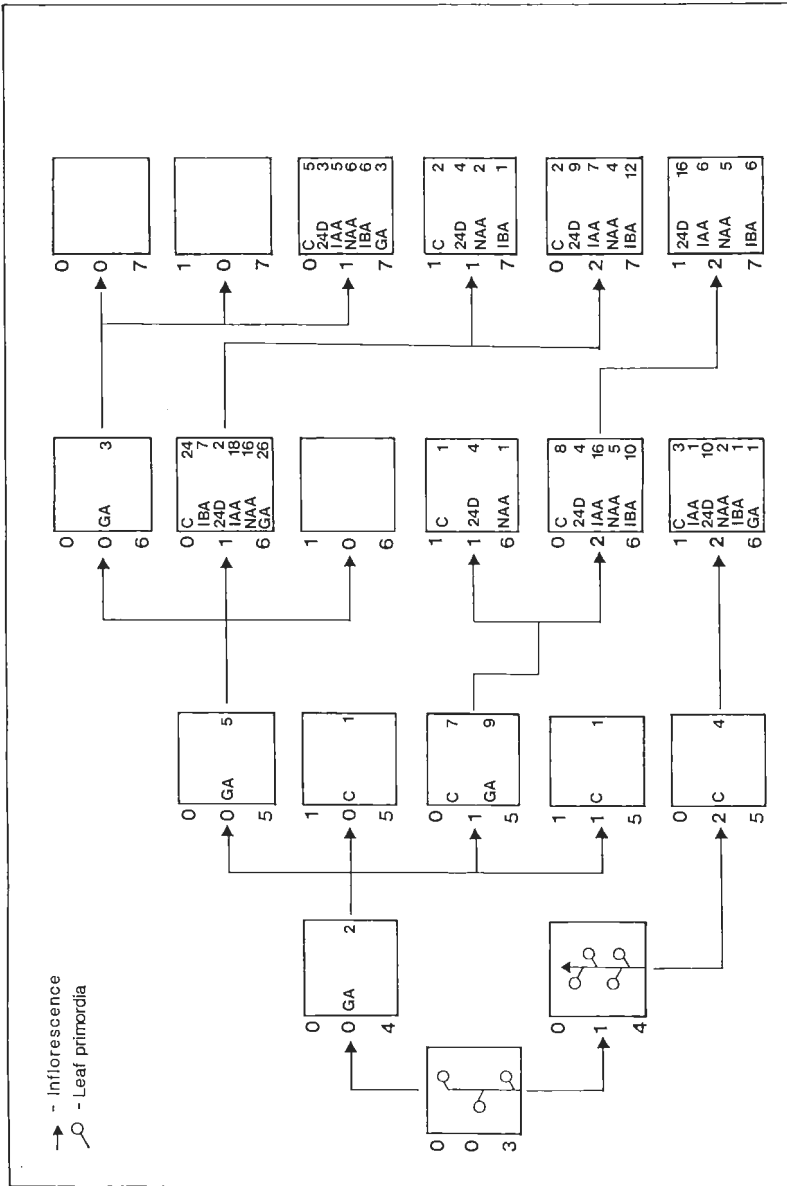 → - Inflorescence
- Leaf primordia
0
0
7
1
0
7
0 C 5
24D 3
IAA 5
1 NAA 6
IBA 6
7 GA 3
1 C 2
24D 4
1 NAA 2
7 IBA 1
0 C 2
24D 9
2 IAA 7
NAA 4
7 IBA 12
1 24D 16
IAA 6
2 NAA 5
7 IBA 6
0
0 GA 3
6
0 C 24
IBA 7
1 24D 2
IAA 18
NAA 16
6 GA 26
1
0
6
1 C 1
1 24D 4
6 NAA 1
0 C 8
24D 4
2 IAA 16
NAA 5
6 IBA 10
1 C 3
IAA 1
24D 10
2 NAA 2
IBA 1
6 GA 1
0
0 GA 5
5
1
0 C 1
5
0 C 7
1 GA 9
5
1
1 C 1
5
0
2 C 4
5
0
0 GA 2
4
0
1
4
0
0
3